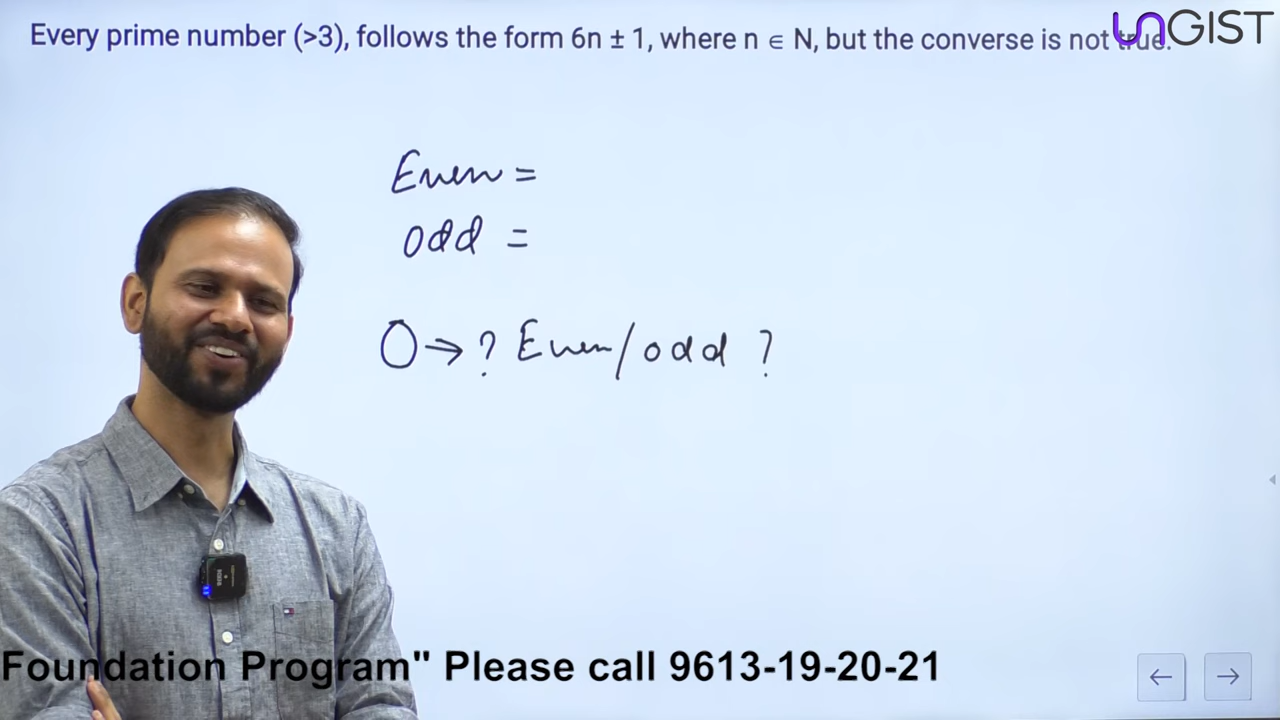 Every prime number (>3), follows the form 6n ± 1, where n ∈ N, but the converse is not true.
UnGIST
Even =
odd =
0 → ? Even/odd ?
Foundation Program" Please call 9613-19-20-21
← →